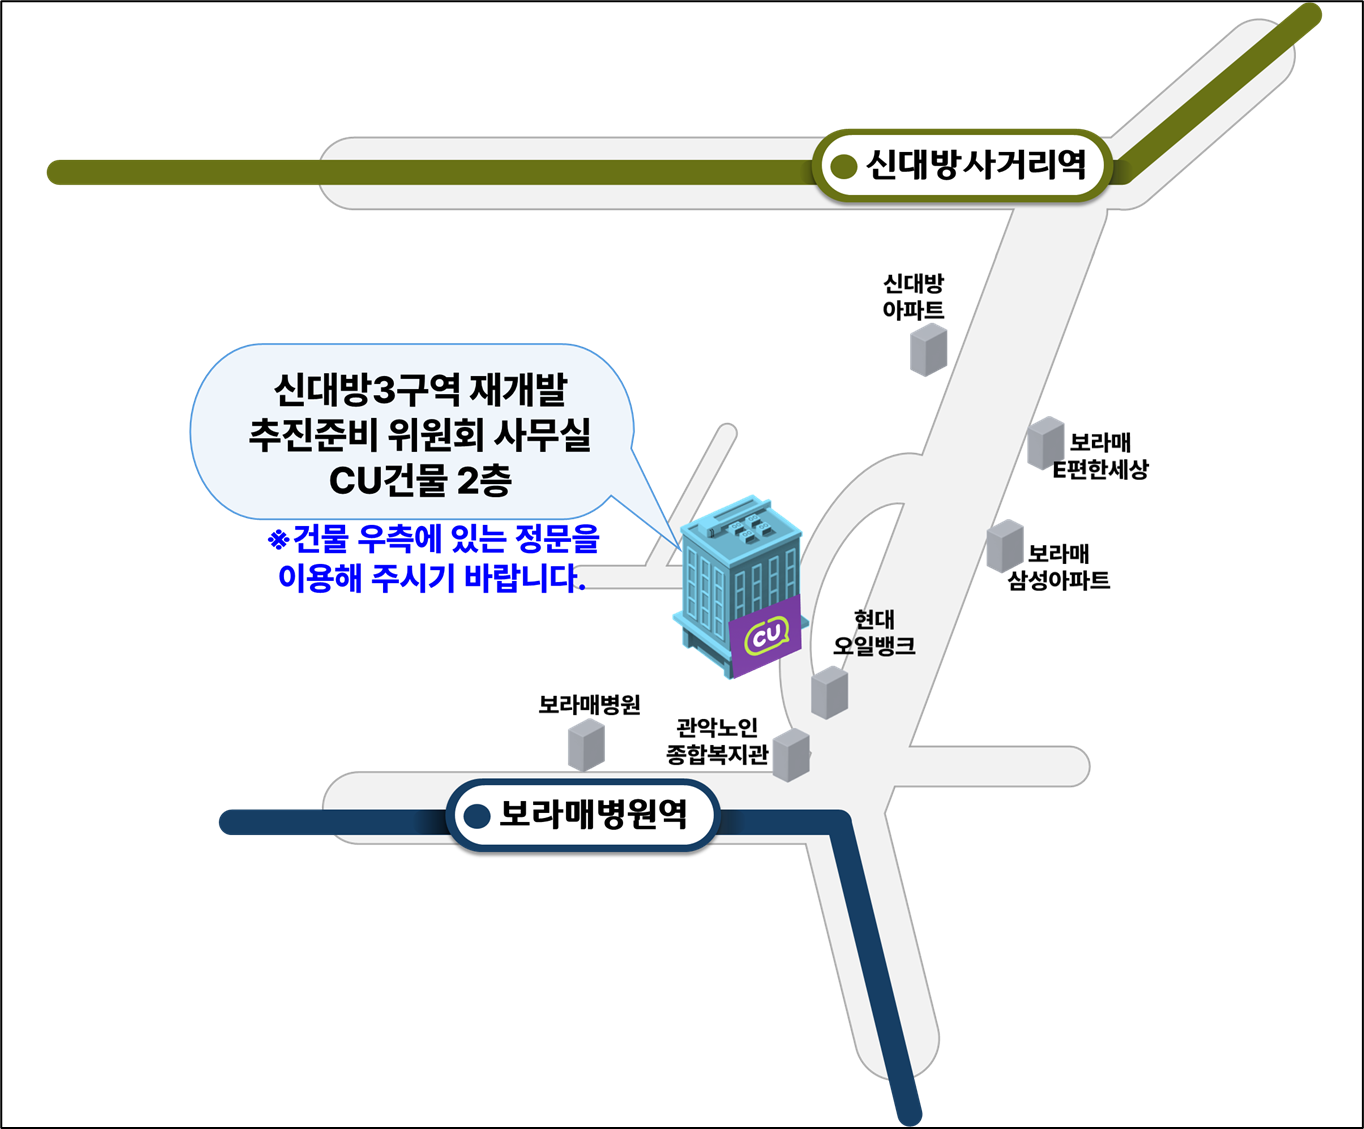 신대방사거리역
신대방
아파트
신대방3구역 재개발
추진준비 위원회 사무실
CU건물 2층
※건물 우측에 있는 정문을
이용해 주시기 바랍니다.
보라매
E편한세상
보라매
삼성아파트
CU
현대
오일뱅크
보라매병원
관악노인
종합복지관
보라매병원역